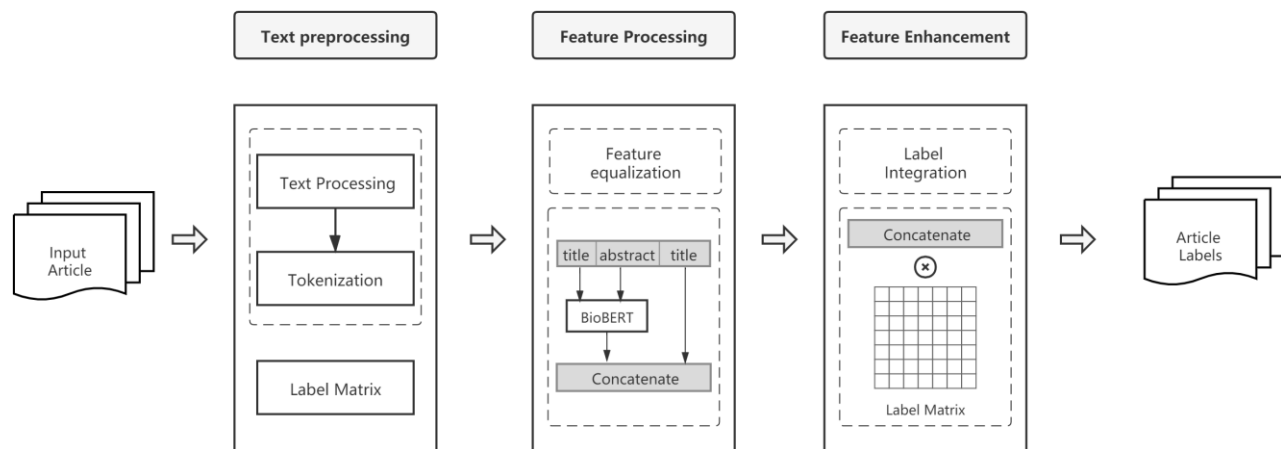 Text preprocessing
Feature Processing
Feature Enhancement
Input
Article
Text Processing
Tokenization
Label Matrix
Feature
equalization
title abstract title
BioBERT
Concatenate
Label
Integration
Concatenate
Label Matrix
Article
Labels